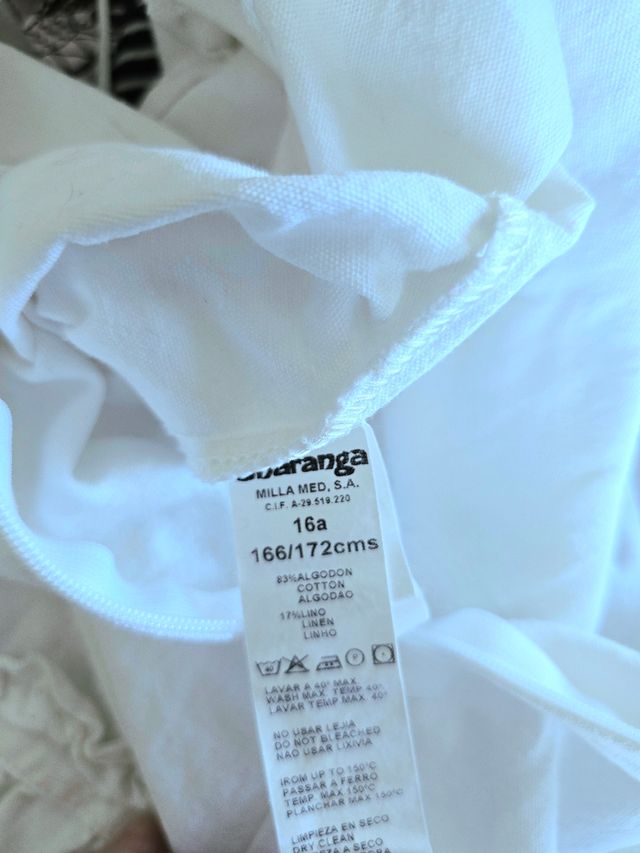 Charanga
MILLA MED, S.A.
C.I.F. A-29.519.220
16a
166/172cms
83%ALGODON
COTTON
ALGODAO
17%LINO
LINEN
LINHO
LAVAR A 40° MAX
WASH MAX TEMP 40°
LAVAR TEMP MAX 40°
NO USAR LEJIA
DO NOT BLEACHED
NAO USAR LIXIVIA
IROM UP TO 150°C
PASSAR A FERRO
TEMP MAX 150°C
PLANCHAR MAX 150°C
LIMPIEZA EN SECO
DRY CLEAN
A SECO